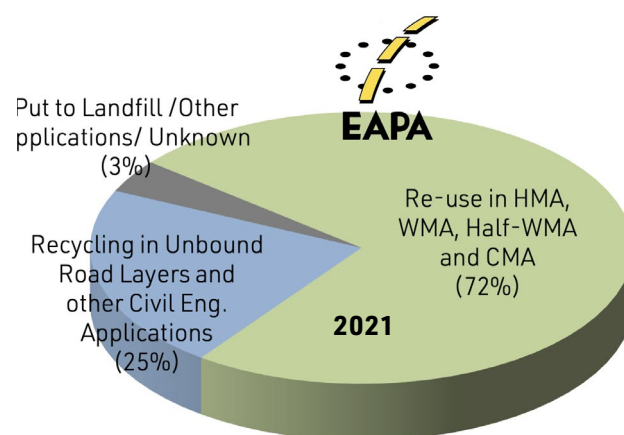 EAPA
Put to Landfill /Other
pplications/ Unknown
(3%)
Re-use in HMA,
WMA, Half-WMA
and CMA
(72%)
Recycling in Unbound
Road Layers and
other Civil Eng.
Applications
(25%)
2021